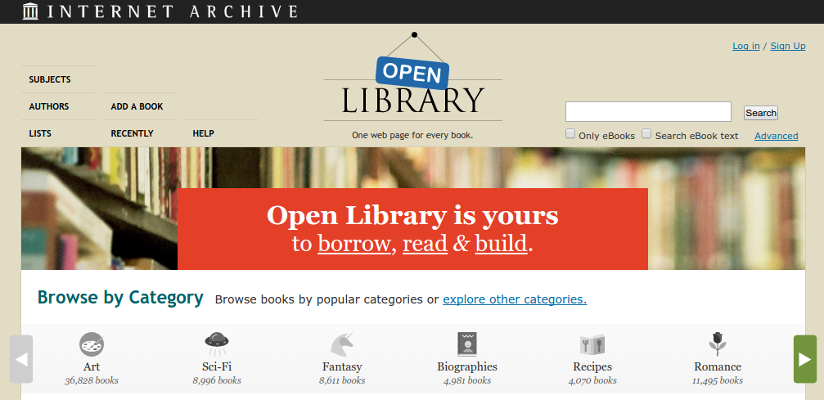 INTERNET ARCHIVE
Log in / Sign Up
OPEN
LIBRARY
One web page for every book.
SUBJECTS
AUTHORS ADD A BOOK
LISTS RECENTLY HELP
Search
Only eBooks Search eBook text Advanced
Open Library is yours
to borrow, read & build.
Browse by Category Browse books by popular categories or explore other categories.
Art Sci-Fi Fantasy Biographies Recipes Romance
36,828 books 8,996 books 8,611 books 4,981 books 4,070 books 11,495 books